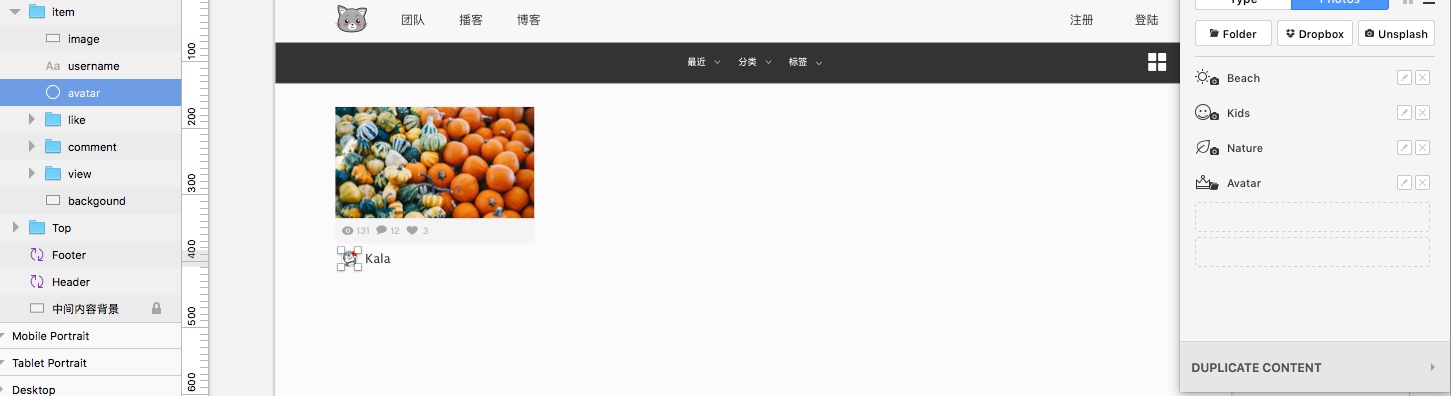 item
image
Aa username
avatar
like
comment
view
backgound
Top
Footer
Header
中间内容背景
Mobile Portrait
Tablet Portrait
Desktop
100
200
300
400
500
600
团队 播客 博客 注册 登陆
最近 分类 标签
131 12 3
Kala
Type Photos
Folder Dropbox Unsplash
Beach
Kids
Nature
Avatar
DUPLICATE CONTENT